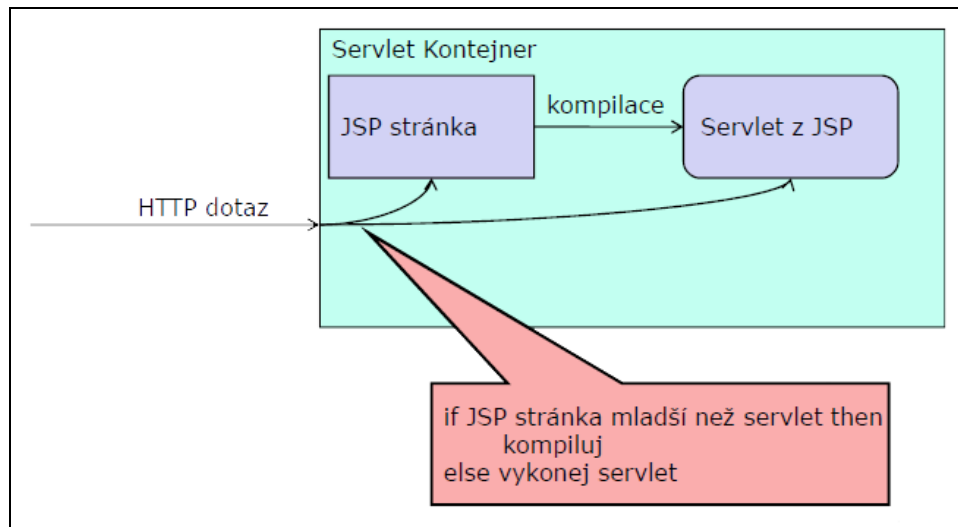 Servlet Kontejner
JSP stránka
kompilace
Servlet z JSP
HTTP dotaz
if JSP stránka mladší než servlet then
kompiluj
else vykonej servlet